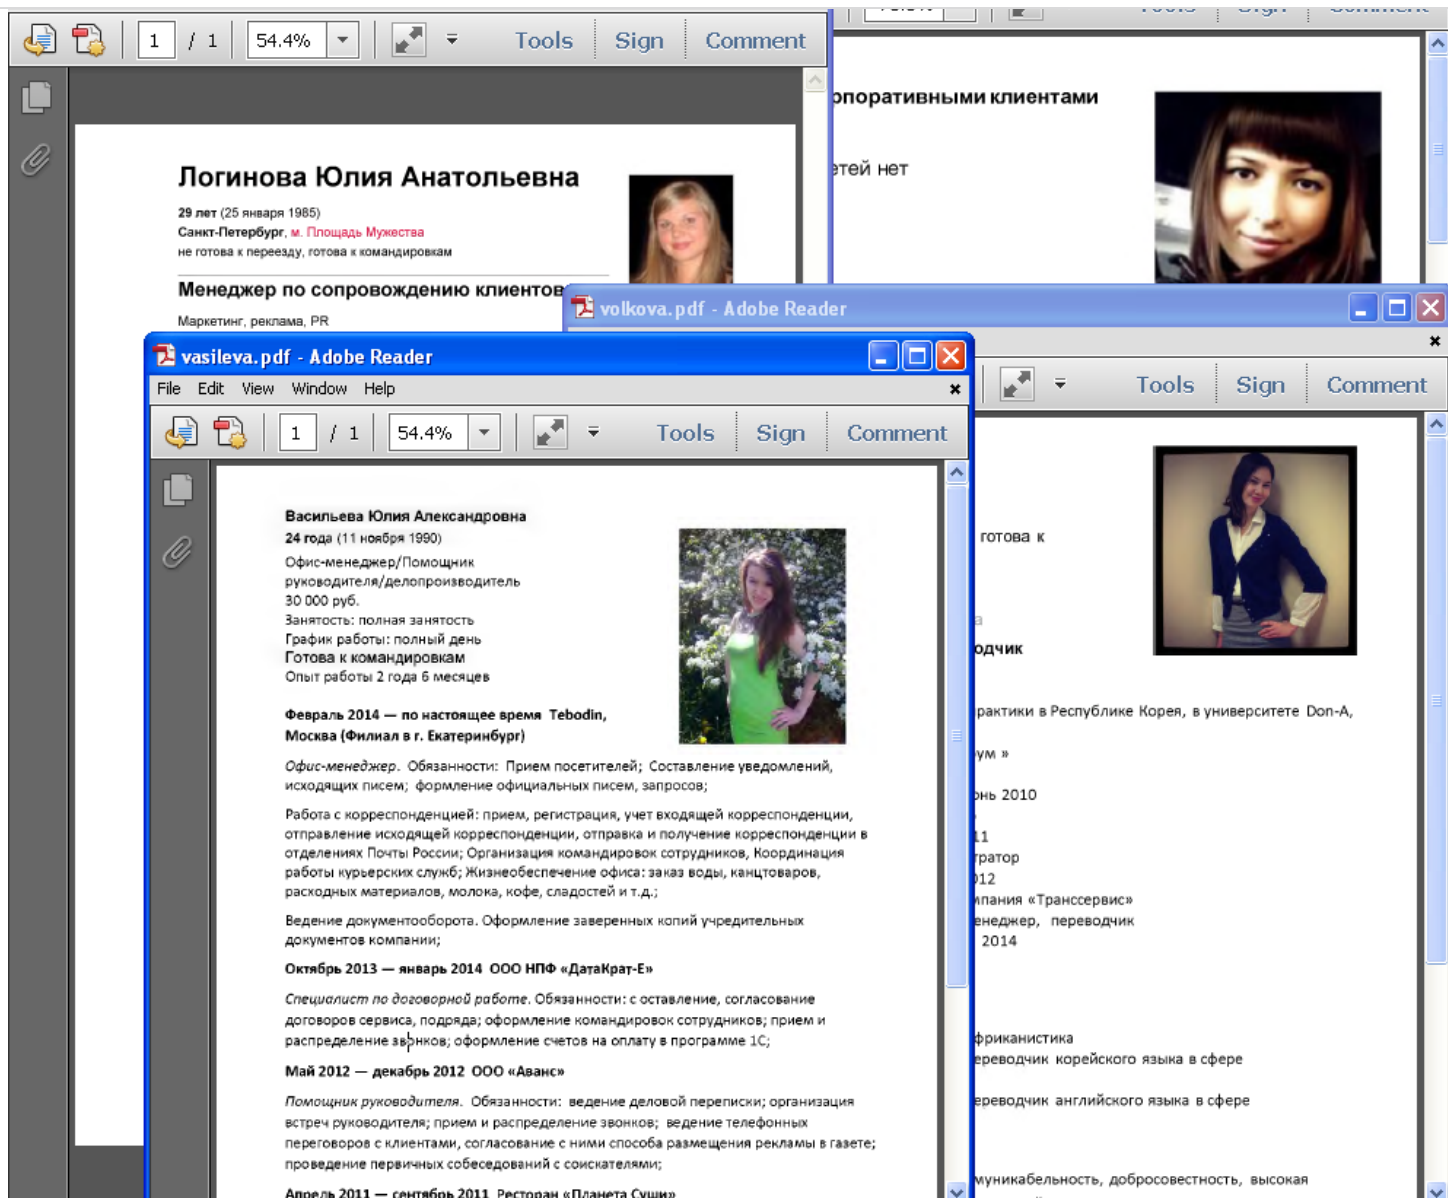 1 / 1 54.4% Tools Sign Comment
Tools Sign Comment
Логинова Юлия Анатольевна
29 лет (25 января 1985)
Санкт-Петербург, м. Площадь Мужества
не готова к переезду, готова к командировкам
Менеджер по сопровождению клиентов
Маркетинг, реклама, PR
рпоративными клиентами
етей нет
volkova.pdf - Adobe Reader
Tools Sign Comment
готова к
одчик
рактики в Республике Корея, в университете Don-A,
ум »
онь 2010
11
тратор
012
мпания «Транссервис»
енеджер, переводчик
2014
фриканистика
ереводчик корейского языка в сфере
ереводчик английского языка в сфере
муникабельность, добросовестность, высокая
vasileva.pdf - Adobe Reader
File Edit View Window Help
1 / 1 54.4% Tools Sign Comment
Васильева Юлия Александровна
24 года (11 ноября 1990)
Офис-менеджер/Помощник
руководителя/делопроизводитель
30 000 руб.
Занятость: полная занятость
График работы: полный день
Готова к командировкам
Опыт работы 2 года 6 месяцев
Февраль 2014 — по настоящее время Tebodin,
Москва (Филиал в г. Екатеринбург)
Офис-менеджер. Обязанности: Прием посетителей; Составление уведомлений,
исходящих писем; формление официальных писем, запросов;
Работа с корреспонденцией: прием, регистрация, учет входящей корреспонденции,
отправление исходящей корреспонденции, отправка и получение корреспонденции в
отделениях Почты России; Организация командировок сотрудников, Координация
работы курьерских служб; Жизнеобеспечение офиса: заказ воды, канцтоваров,
расходных материалов, молока, кофе, сладостей и т.д.;
Ведение документооборота. Оформление заверенных копий учредительных
документов компании;
Октябрь 2013 — январь 2014 ООО НПФ «ДатаКрат-Е»
Специалист по договорной работе. Обязанности: с оставление, согласование
договоров сервиса, подряда; оформление командировок сотрудников; прием и
распределение звонков; оформление счетов на оплату в программе 1С;
Май 2012 — декабрь 2012 ООО «Аванс»
Помощник руководителя. Обязанности: ведение деловой переписки; организация
встреч руководителя; прием и распределение звонков; ведение телефонных
переговоров с клиентами, согласование с ними способа размещения рекламы в газете;
проведение первичных собеседований с соискателями;
Апрель 2011 — сентябрь 2011 Ресторан «Планета Суши»